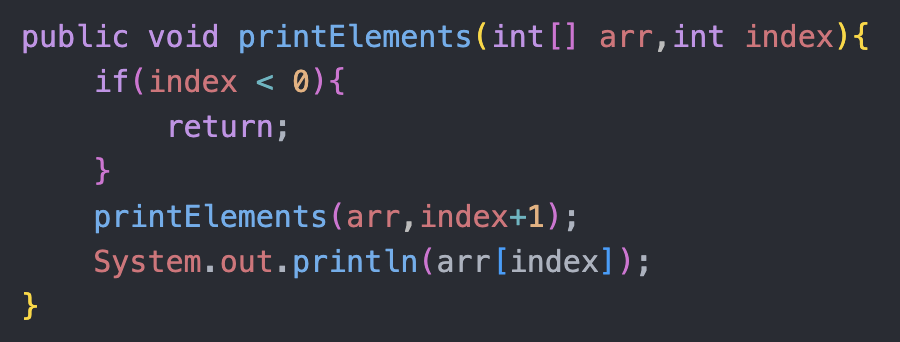 public void printElements(int[] arr,int index){
    if(index < 0){
        return;
    }
    printElements(arr,index+1);
    System.out.println(arr[index]);
}